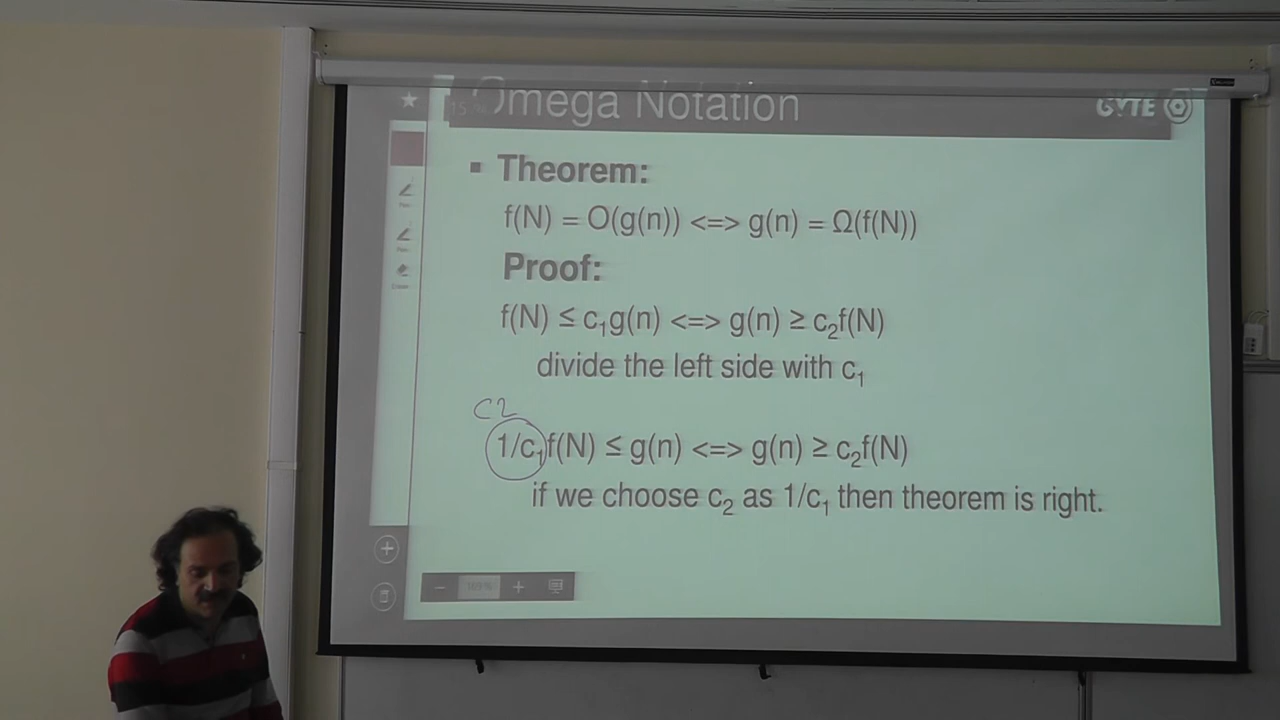 Omega Notation
GYTE
▪ Theorem:
f(N) = O(g(n)) <=> g(n) = Ω(f(N))
Proof:
f(N) ≤ c₁g(n) <=> g(n) ≥ c₂f(N)
divide the left side with c₁
C2
1/c₁f(N) ≤ g(n) <=> g(n) ≥ c₂f(N)
if we choose c₂ as 1/c₁ then theorem is right.